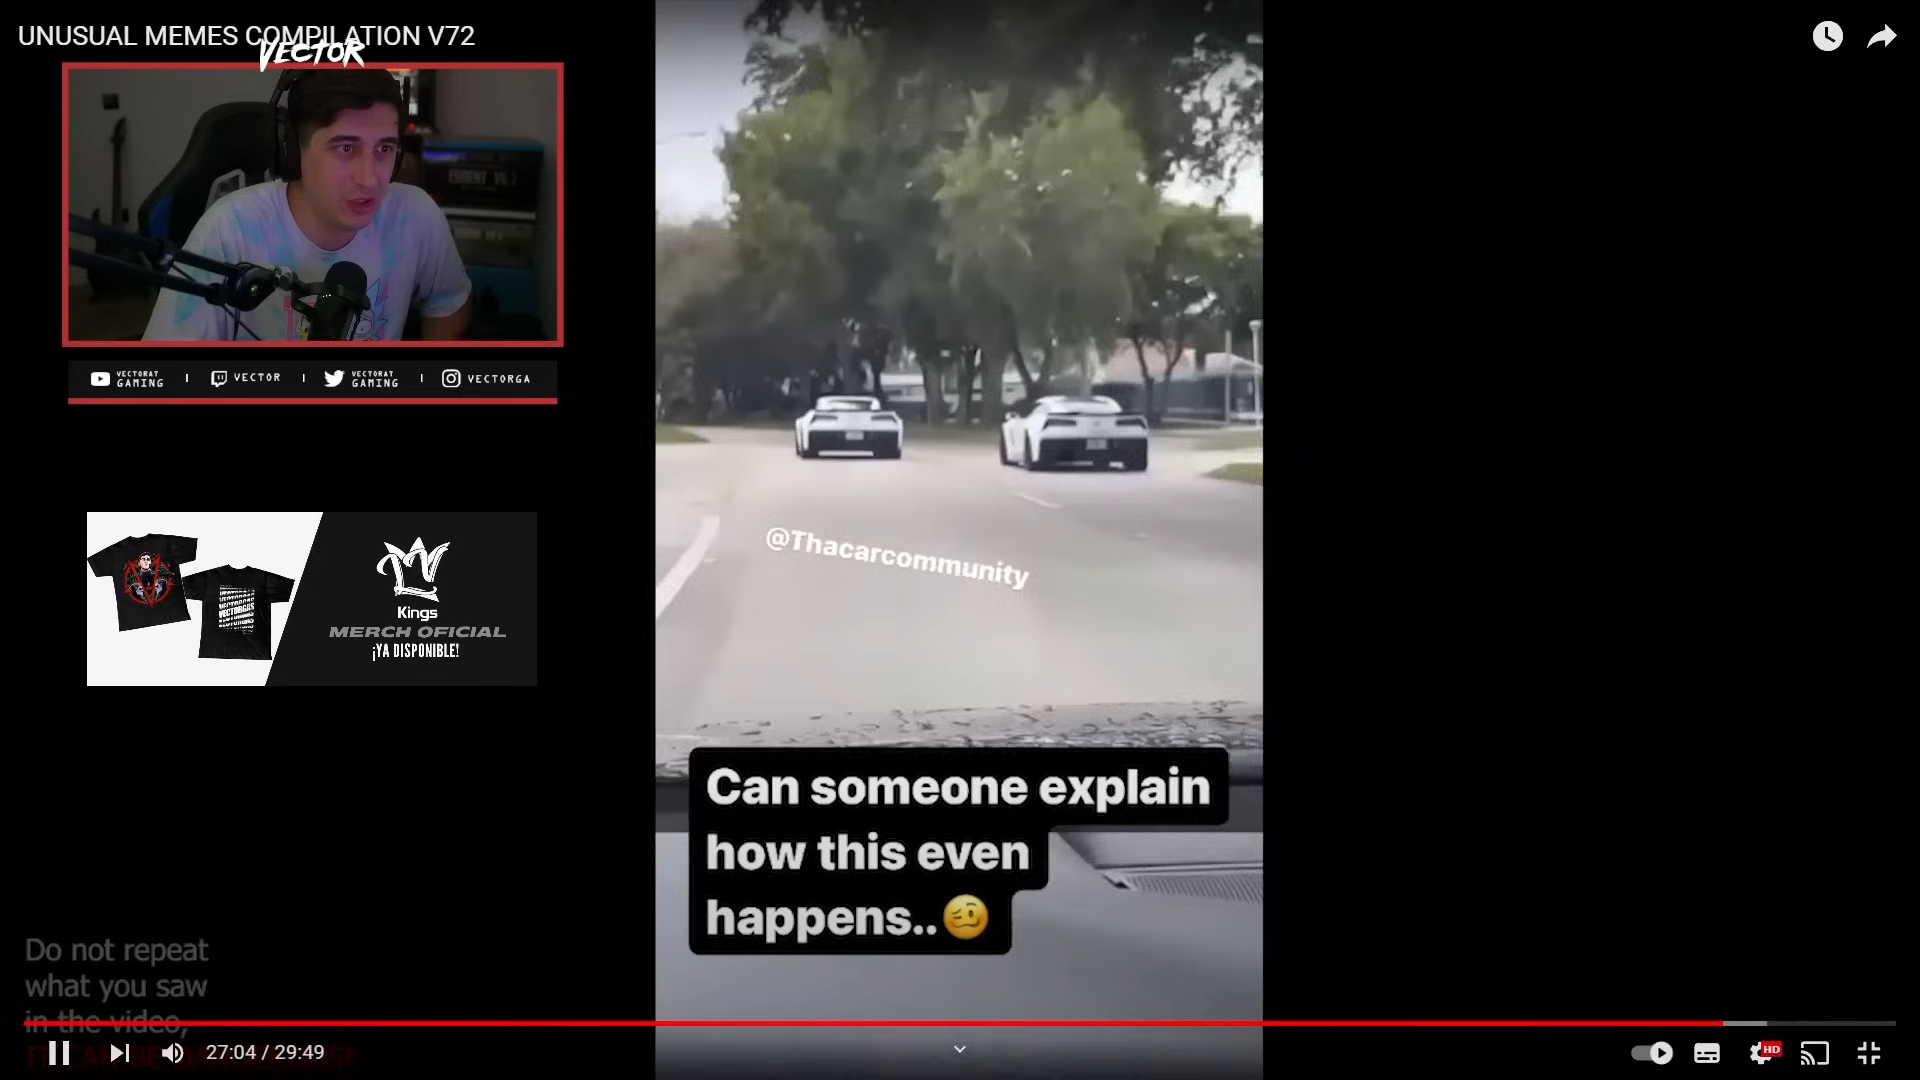 UNUSUAL MEMES COMPILATION V72
VECTOR
VECTORAT
GAMING
VECTOR
VECTORAT
GAMING
VECTORGA
Kings
MERCH OFICIAL
¡YA DISPONIBLE!
@Thacarcommunity
Can someone explain
how this even
happens..🥴
Do not repeat
what you saw
in the video,
27:04 / 29:49
HD